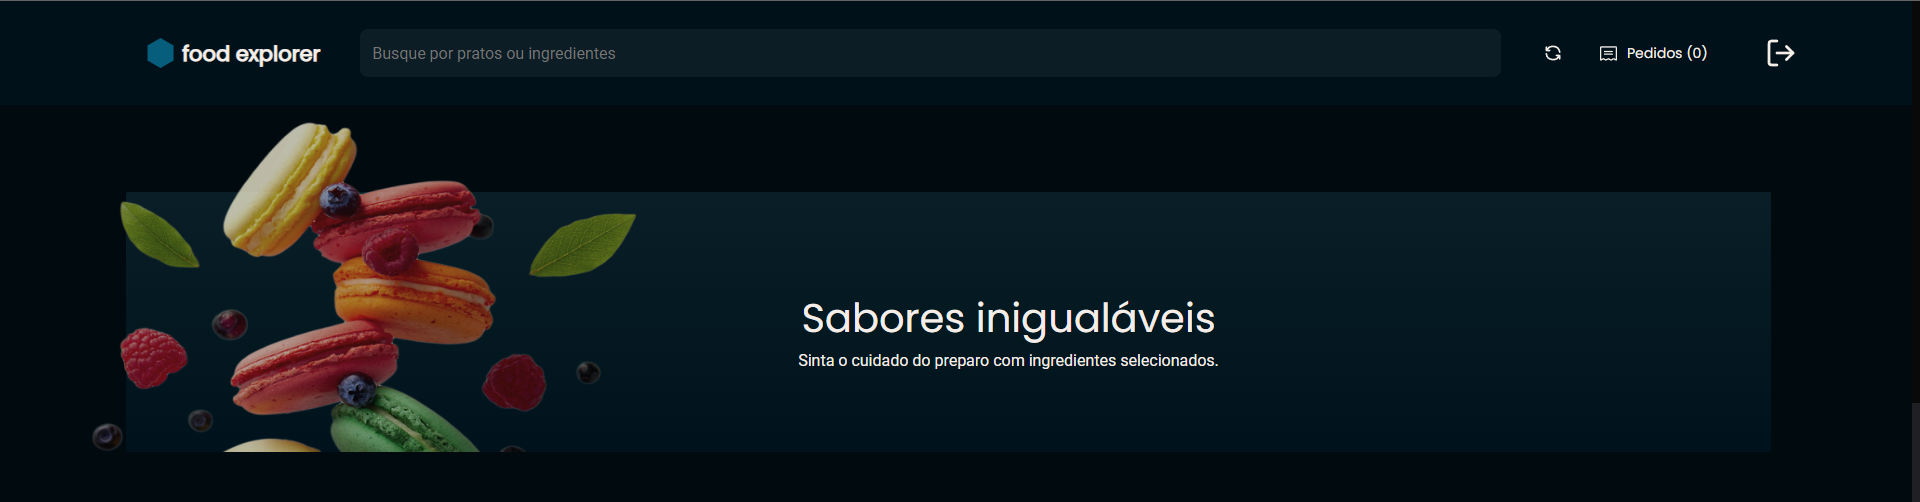 food explorer
Busque por pratos ou ingredientes
Pedidos (0)
Sabores inigualáveis
Sinta o cuidado do preparo com ingredientes selecionados.